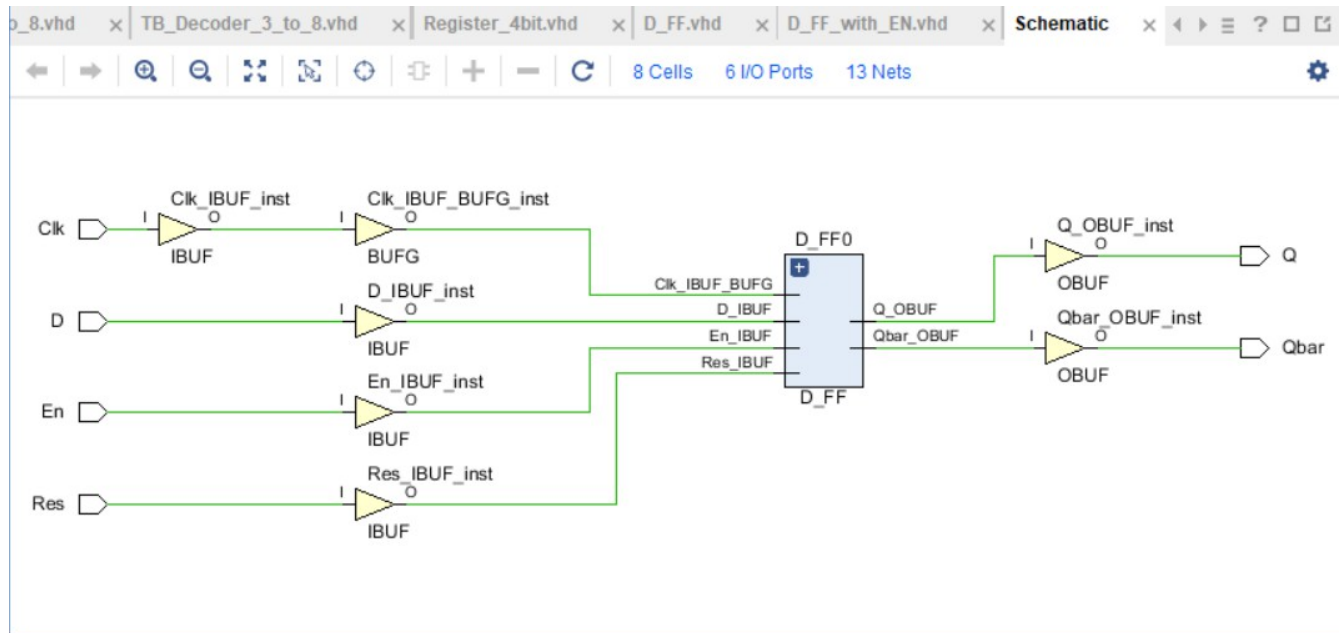 o_8.vhd × TB_Decoder_3_to_8.vhd × Register_4bit.vhd × D_FF.vhd × D_FF_with_EN.vhd × Schematic ×
8 Cells 6 I/O Ports 13 Nets
Clk_IBUF_inst Clk_IBUF_BUFG_inst
Clk I O I O
IBUF BUFG
Q_OBUF_inst
D_FF0
I O Q
OBUF
Clk_IBUF_BUFG
D_IBUF_inst
D I O D_IBUF Q_OBUF
IBUF
Qbar_OBUF_inst
En_IBUF Qbar_OBUF I O Qbar
Res_IBUF
OBUF
D_FF
En_IBUF_inst
En I O
IBUF
Res_IBUF_inst
Res I O
IBUF